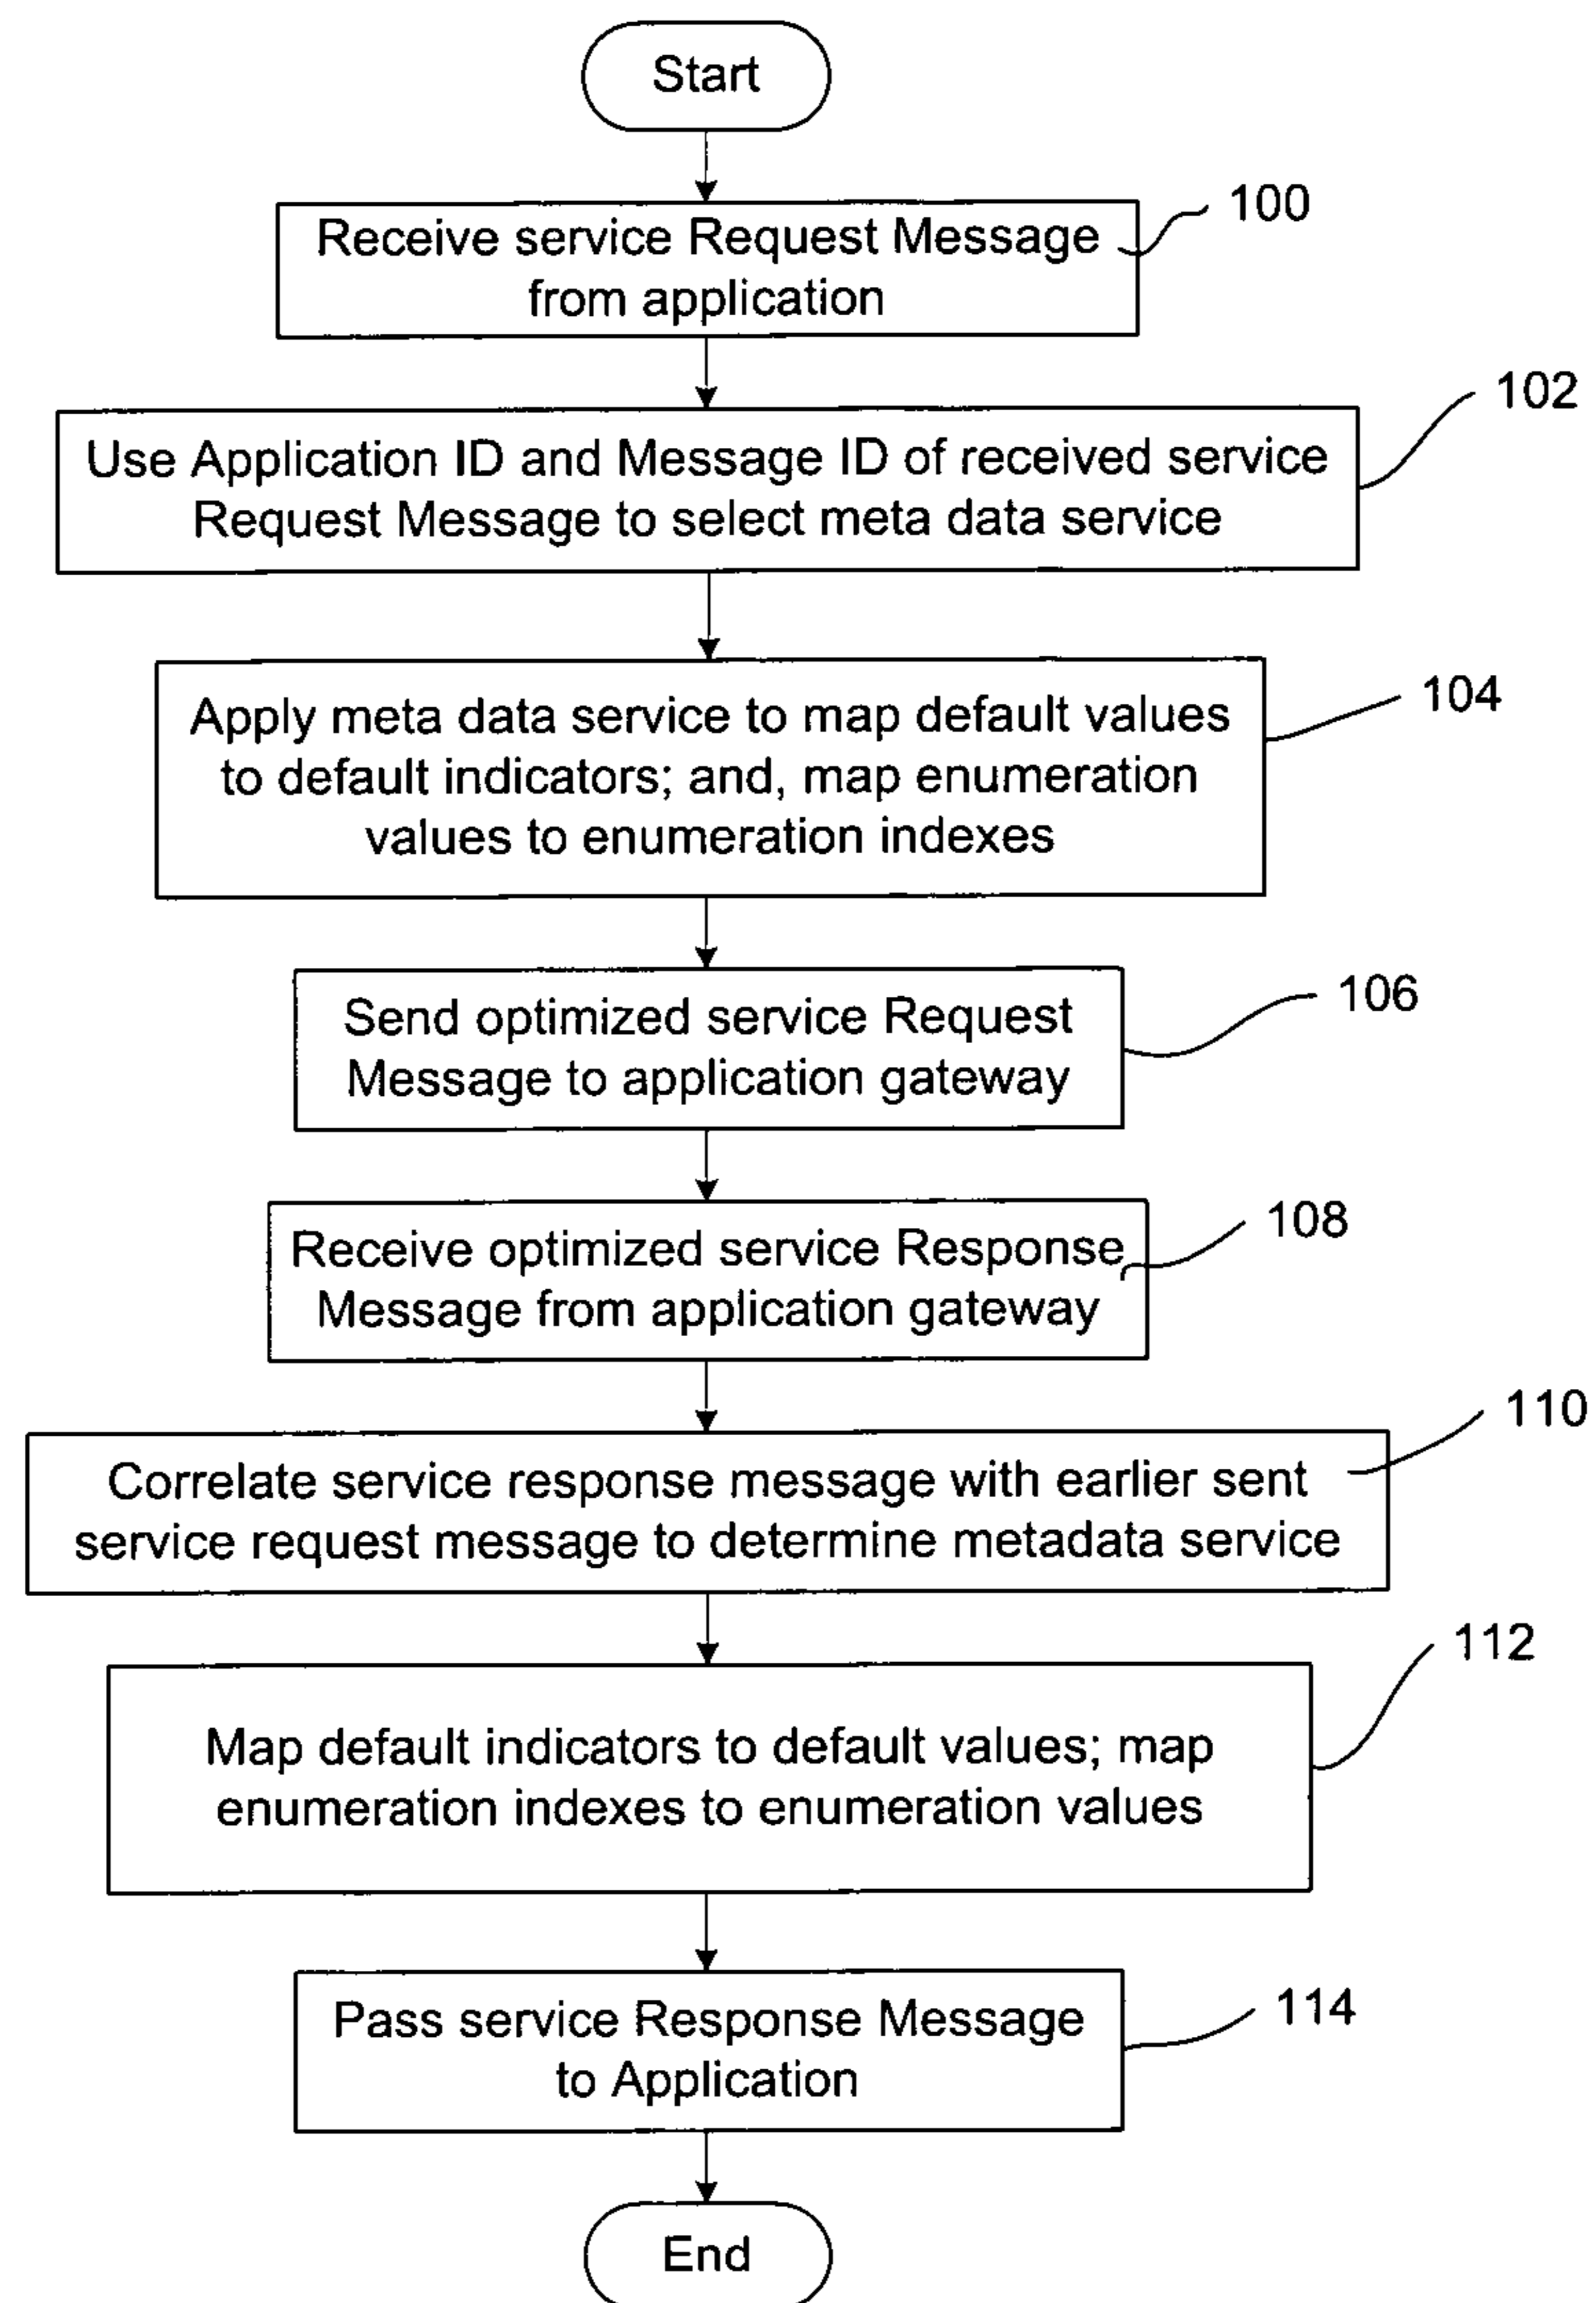 Start
100
Receive service Request Message
from application
102
Use Application ID and Message ID of received service
Request Message to select meta data service
104
Apply meta data service to map default values
to default indicators; and, map enumeration
values to enumeration indexes
106
Send optimized service Request
Message to application gateway
108
Receive optimized service Response
Message from application gateway
110
Correlate service response message with earlier sent
service request message to determine metadata service
112
Map default indicators to default values; map
enumeration indexes to enumeration values
114
Pass service Response Message
to Application
End